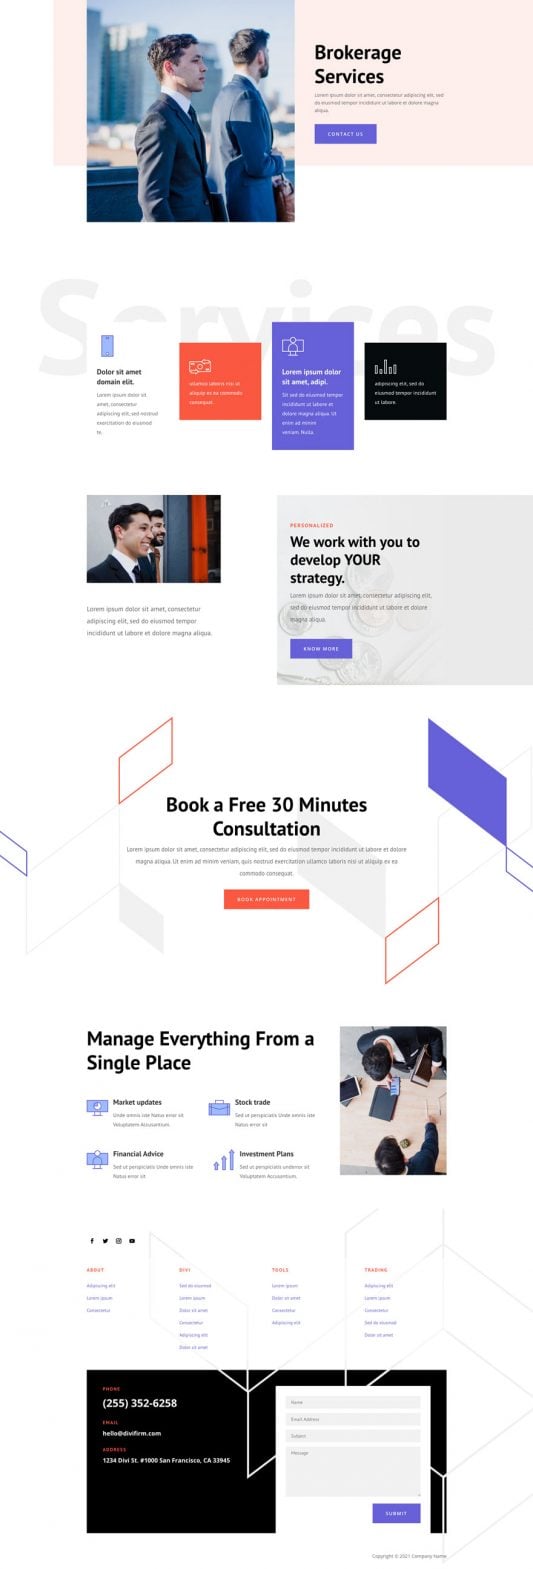 Brokerage
Services
Lorem ipsum dolor sit amet, consectetur adipiscing elit, sed
do eiusmod tempor incididunt ut labore et dolore magna
aliqua.
CONTACT US
Services
Dolor sit amet
domain elit.
Lorem ipsum dolor sit
amet, consectetur
adipiscing elit, sed nostrud
exercitation do eiusmod
te.
ullamco laboris nisi ut
aliquip ex ea commodo
consequat.
Lorem ipsum dolor
sit amet, adipi.
Sit sed do eiusmod tempor
incididunt ut labore et
dolore magna aliqua. Ut
enim ad minim
veniam. Nulla.
adipiscing elit, sed do
eiusmod tempor incididunt
ut labore.
Lorem ipsum dolor sit amet, consectetur
adipiscing elit, sed do eiusmod tempor
incididunt ut labore et dolore magna aliqua.
PERSONALIZED
We work with you to
develop YOUR
strategy.
Lorem ipsum dolor sit amet, consectetur adipiscing elit,
sed do eiusmod tempor incididunt ut labore et dolore
magna aliqua.
KNOW MORE
Book a Free 30 Minutes
Consultation
Lorem ipsum dolor sit amet, consectetur adipiscing elit, sed do eiusmod tempor incididunt ut labore et dolore
magna aliqua. Ut enim ad minim veniam, quis nostrud exercitation ullamco laboris nisi ut aliquip ex ea
commodo consequat.
BOOK APPOINTMENT
Manage Everything From a
Single Place
Market updates
Unde omnis iste Natus error sit
Voluptatem Accusantium.
Stock trade
Sed ut perspiciatis Unde omnis iste
Natus error sit
Financial Advice
Sed ut perspiciatis Unde omnis iste
Natus error sit
Investment Plans
Sed ut perspiciatis undenor sit
Voluptatem Accusantium.
ABOUT
Adipiscing elit
Lorem ipsum
Consectetur
DIVI
Sed do eiusmod
Lorem ipsum
Dolor sit amet
Consectetur
Adipiscing elit
Dolor sit amet
TOOLS
Lorem ipsum
Dolor sit amet
Consectetur
Adipiscing elit
TRADING
Adipiscing elit
Lorem ipsum
Consectetur
Sed do eiusmod
Dolor sit amet
PHONE
(255) 352-6258
EMAIL
hello@divifirm.com
ADDRESS
1234 Divi St. #1000 San Francisco, CA 33945
Name
Email Address
Subject
Message
SUBMIT
Copyright © 2021 Company Name